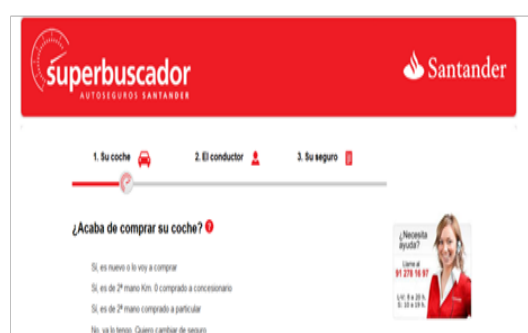 superbuscador
AUTOSEGUROS SANTANDER
Santander
1. Su coche
2. El conductor
3. Su seguro
¿Acaba de comprar su coche? ?
Sí, es nuevo o lo voy a comprar
Sí, es de 2ª mano Km. 0 comprado a concesionario
Sí, es de 2ª mano comprado a particular
No, ya lo tengo. Quiero cambiar de seguro
¿Necesita
ayuda?
Llame al
91 278 16 97
L-V: 9 a 20 h.